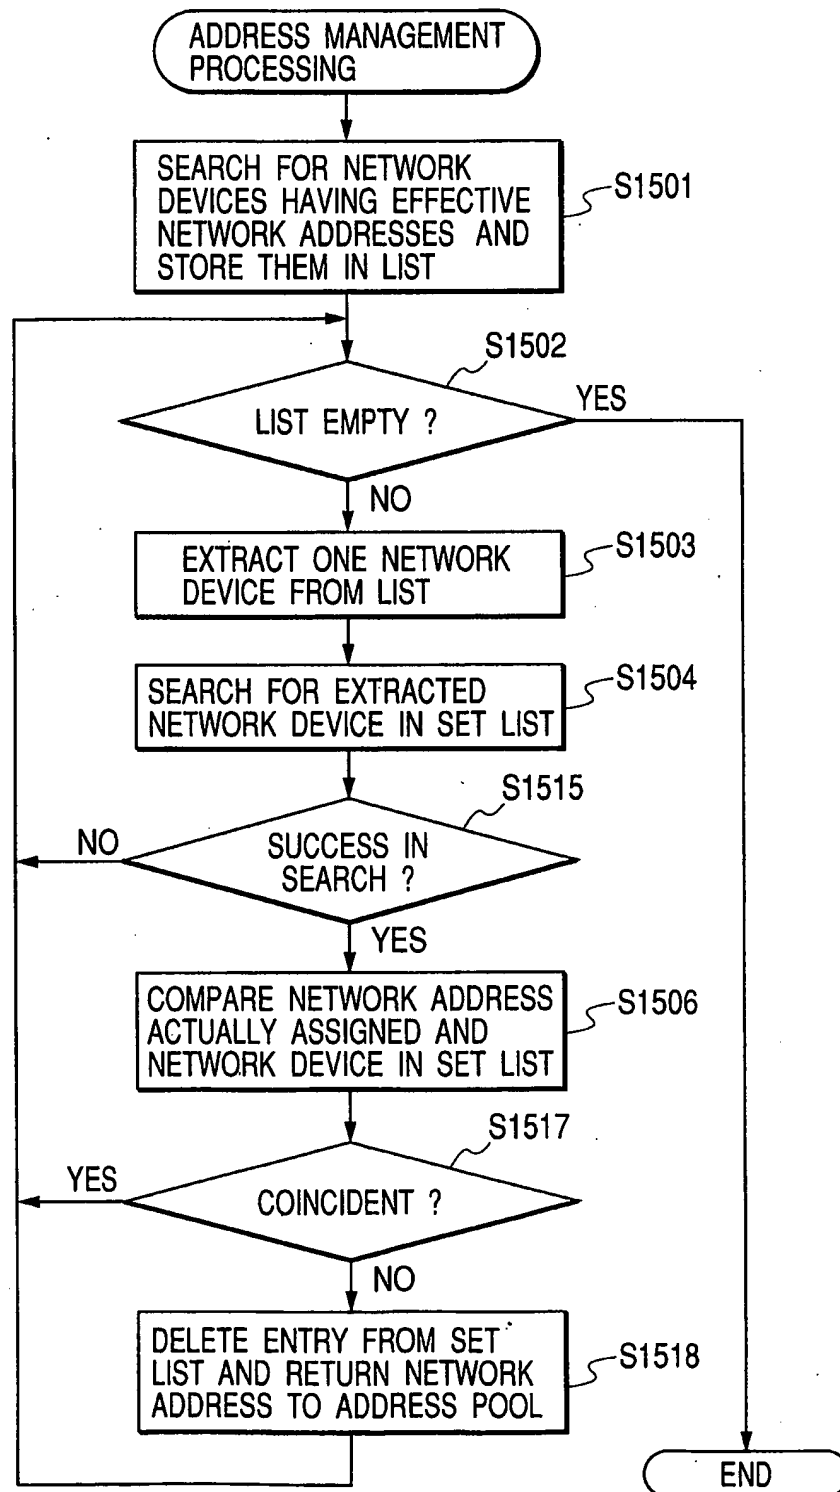 ADDRESS MANAGEMENT
PROCESSING
SEARCH FOR NETWORK
DEVICES HAVING EFFECTIVE
NETWORK ADDRESSES AND
STORE THEM IN LIST
S1501
S1502
LIST EMPTY ?
YES
NO
EXTRACT ONE NETWORK
DEVICE FROM LIST
S1503
SEARCH FOR EXTRACTED
NETWORK DEVICE IN SET LIST
S1504
S1515
NO
SUCCESS IN
SEARCH ?
YES
COMPARE NETWORK ADDRESS
ACTUALLY ASSIGNED AND
NETWORK DEVICE IN SET LIST
S1506
S1517
YES
COINCIDENT ?
NO
DELETE ENTRY FROM SET
LIST AND RETURN NETWORK
ADDRESS TO ADDRESS POOL
S1518
END